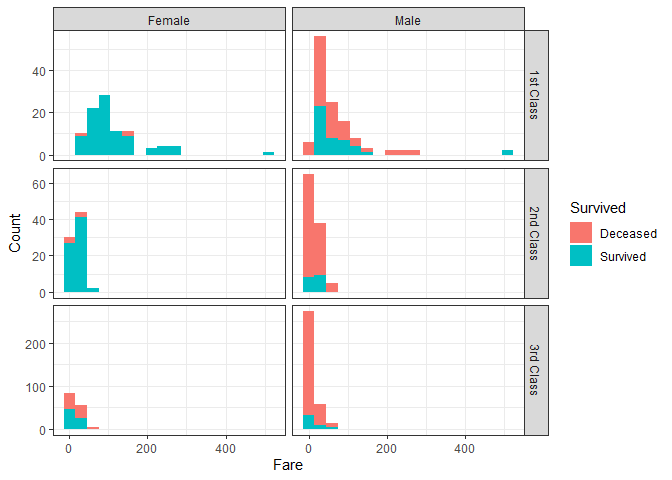 Female
Male
40
20
0
1st Class
60
40
20
0
2nd Class
200
100
0
3rd Class
0
200
400
0
200
400
Fare
Count
Survived
Deceased
Survived